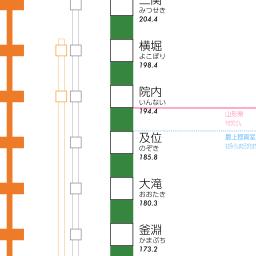 三関
みつせき
204.4
横堀
よこぼり
198.4
院内
いんない
194.4
及位
のぞき
185.8
大滝
おおたき
180.3
釜淵
かまぶち
173.2